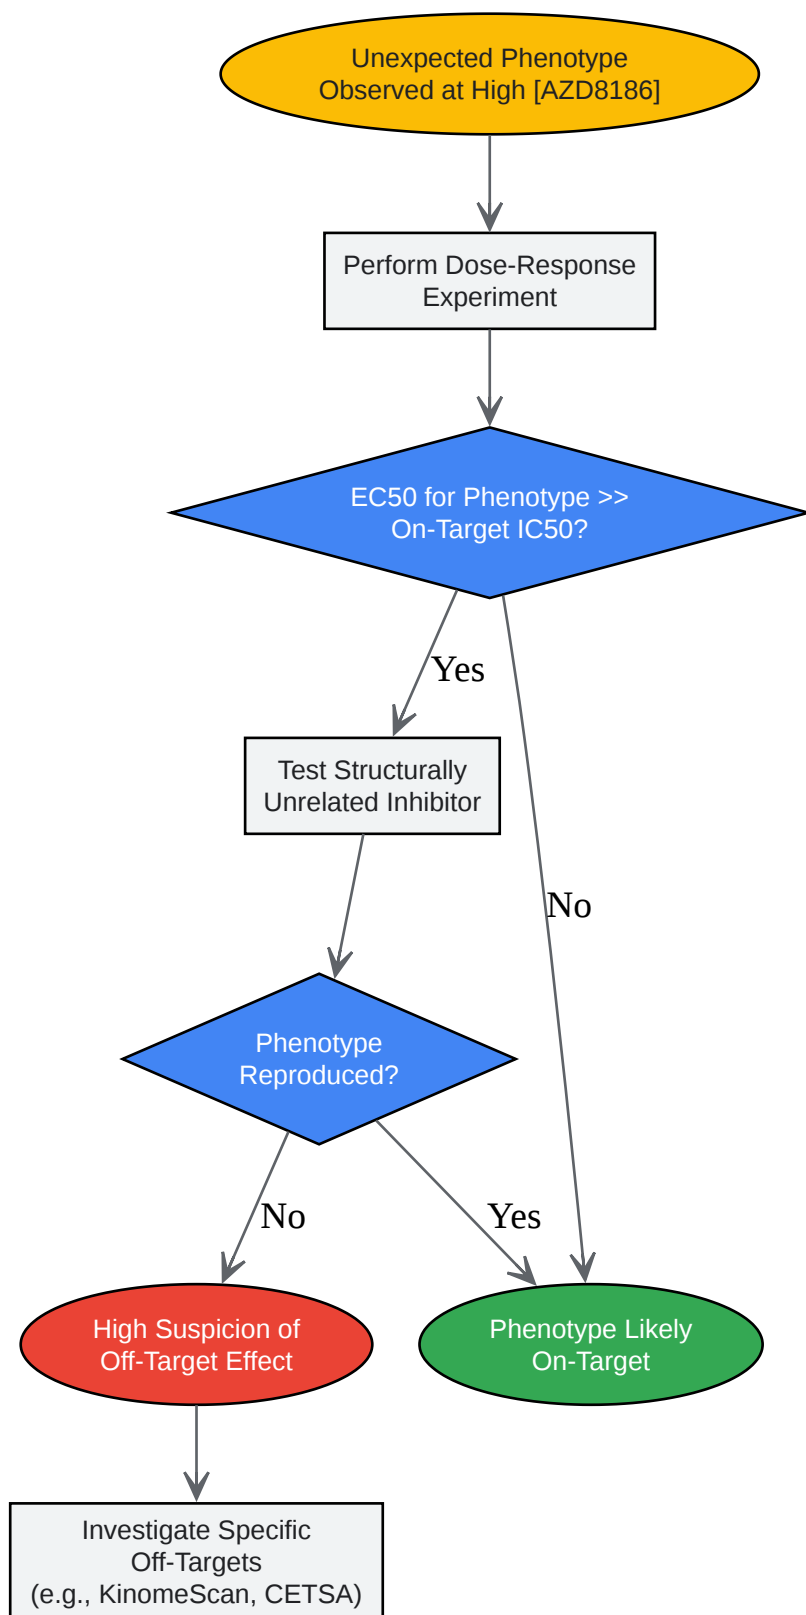 Unexpected Phenotype
Observed at High [AZD8186]
Perform Dose-Response
Experiment
EC50 for Phenotype >>
On-Target IC50?
Yes
Test Structurally
Unrelated Inhibitor
No
Phenotype
Reproduced?
No
Yes
High Suspicion of
Off-Target Effect
Phenotype Likely
On-Target
Investigate Specific
Off-Targets
(e.g., KinomeScan, CETSA)